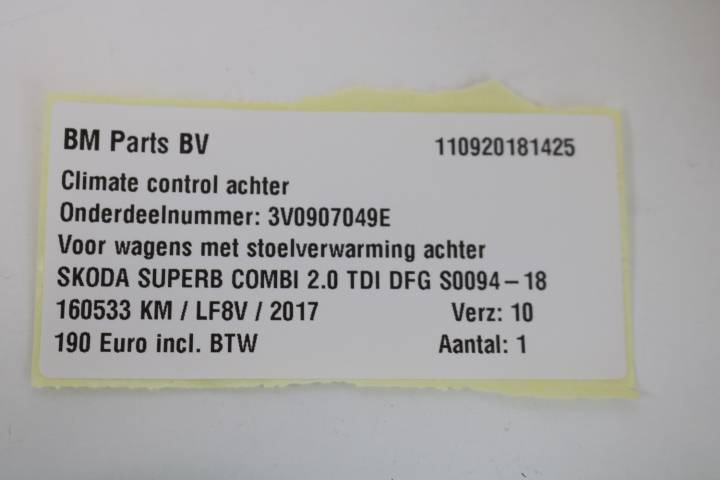 BM Parts BV 110920181425
Climate control achter
Onderdeelnummer: 3V0907049E
Voor wagens met stoelverwarming achter
SKODA SUPERB COMBI 2.0 TDI DFG S0094-18
160533 KM / LF8V / 2017 Verz: 10
190 Euro incl. BTW Aantal: 1